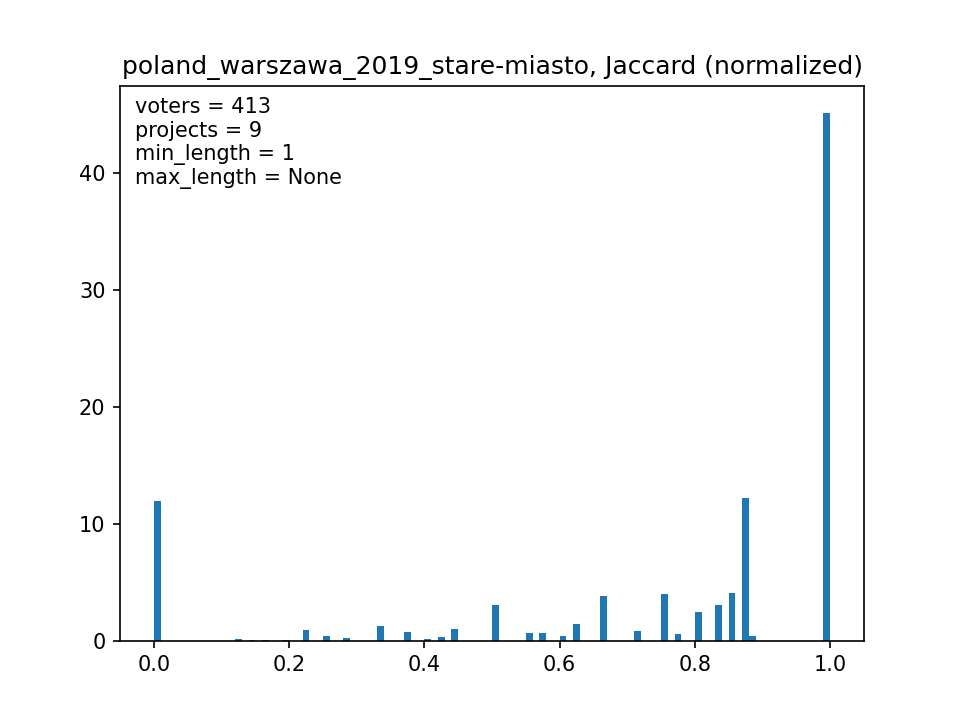 poland_warszawa_2019_stare-miasto, Jaccard (normalized)
voters = 413
projects = 9
min_length = 1
max_length = None
40
30
20
10
0
0.0 0.2 0.4 0.6 0.8 1.0